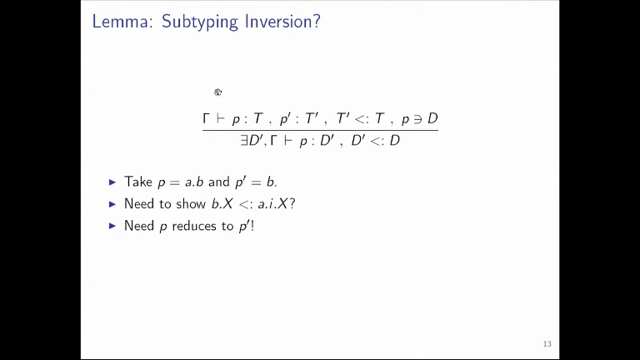 Lemma: Subtyping Inversion?
Γ ⊢ p : T , p′ : T′ , T′ <: T , p ∋ D
∃D′, Γ ⊢ p : D′ , D′ <: D
▶ Take p = a.b and p′ = b.
▶ Need to show b.X <: a.i.X?
▶ Need p reduces to p′!
13